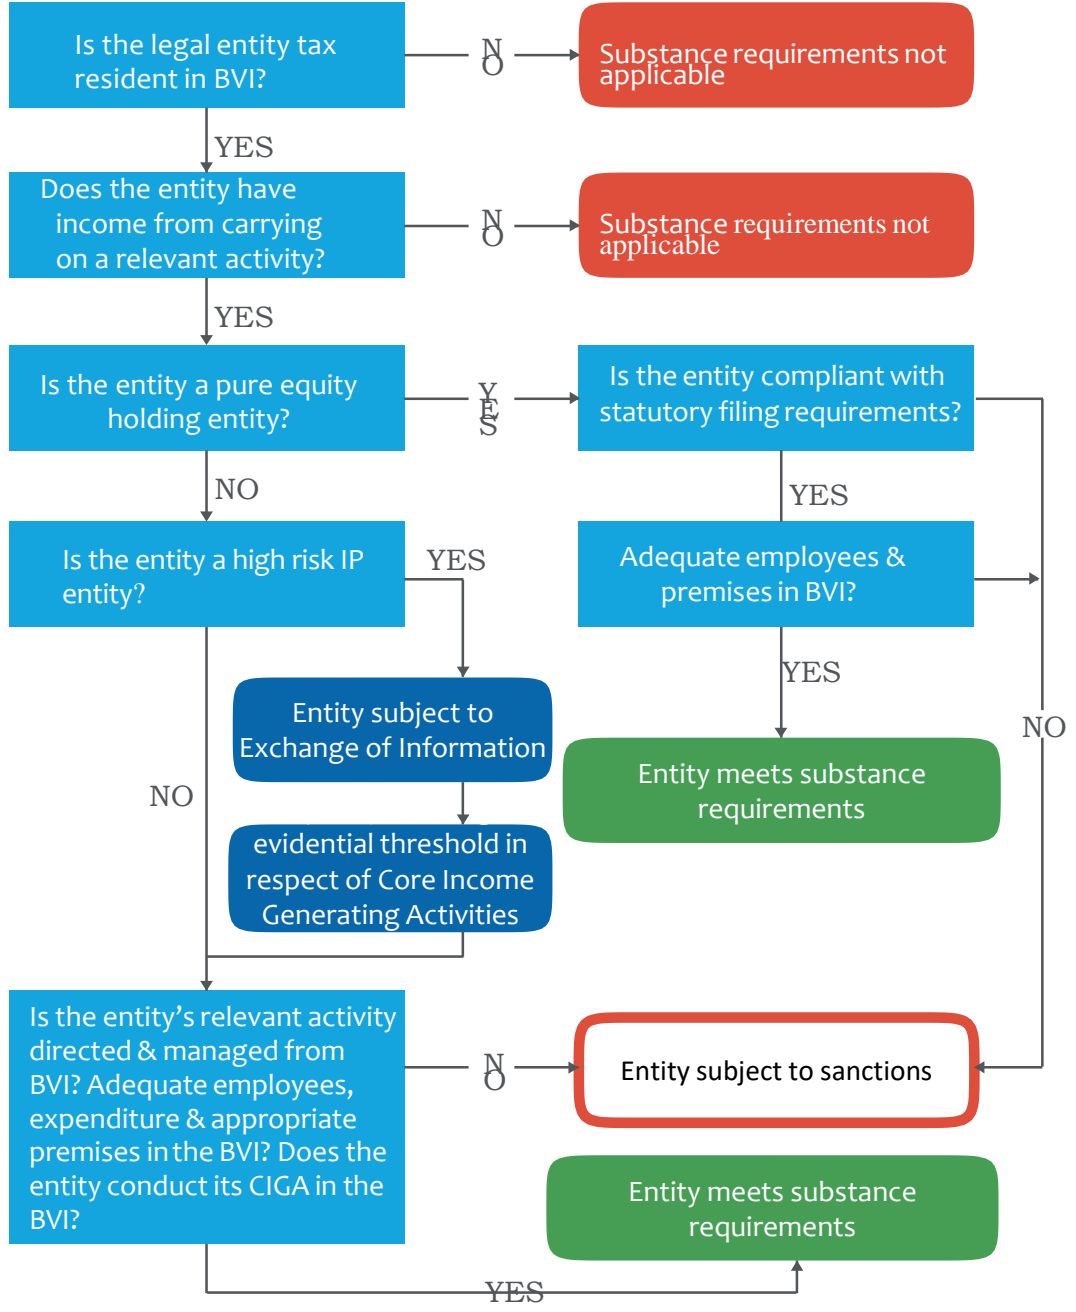 Is the legal entity tax
resident in BVI?
NO
Substance requirements not
applicable
YES
Does the entity have
income from carrying
on a relevant activity?
NO
Substance requirements not
applicable
YES
Is the entity a pure equity
holding entity?
YES
Is the entity compliant with
statutory filing requirements?
NO
YES
Is the entity a high risk IP
entity?
YES
Adequate employees &
premises in BVI?
YES
Entity subject to
Exchange of Information
NO
Entity meets substance
requirements
NO
evidential threshold in
respect of Core Income
Generating Activities
Is the entity’s relevant activity
directed & managed from
BVI? Adequate employees,
expenditure & appropriate
premises in the BVI? Does the
entity conduct its CIGA in the
BVI?
NO
Entity subject to sanctions
Entity meets substance
requirements
YES